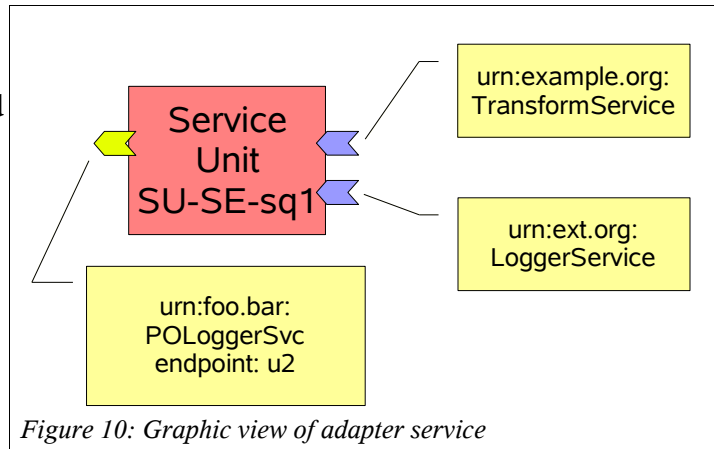 d
Service
Unit
SU-SE-sq1
urn:example.org:
TransformService
urn:ext.org:
LoggerService
urn:foo.bar:
POLoggerSvc
endpoint: u2
Figure 10: Graphic view of adapter service